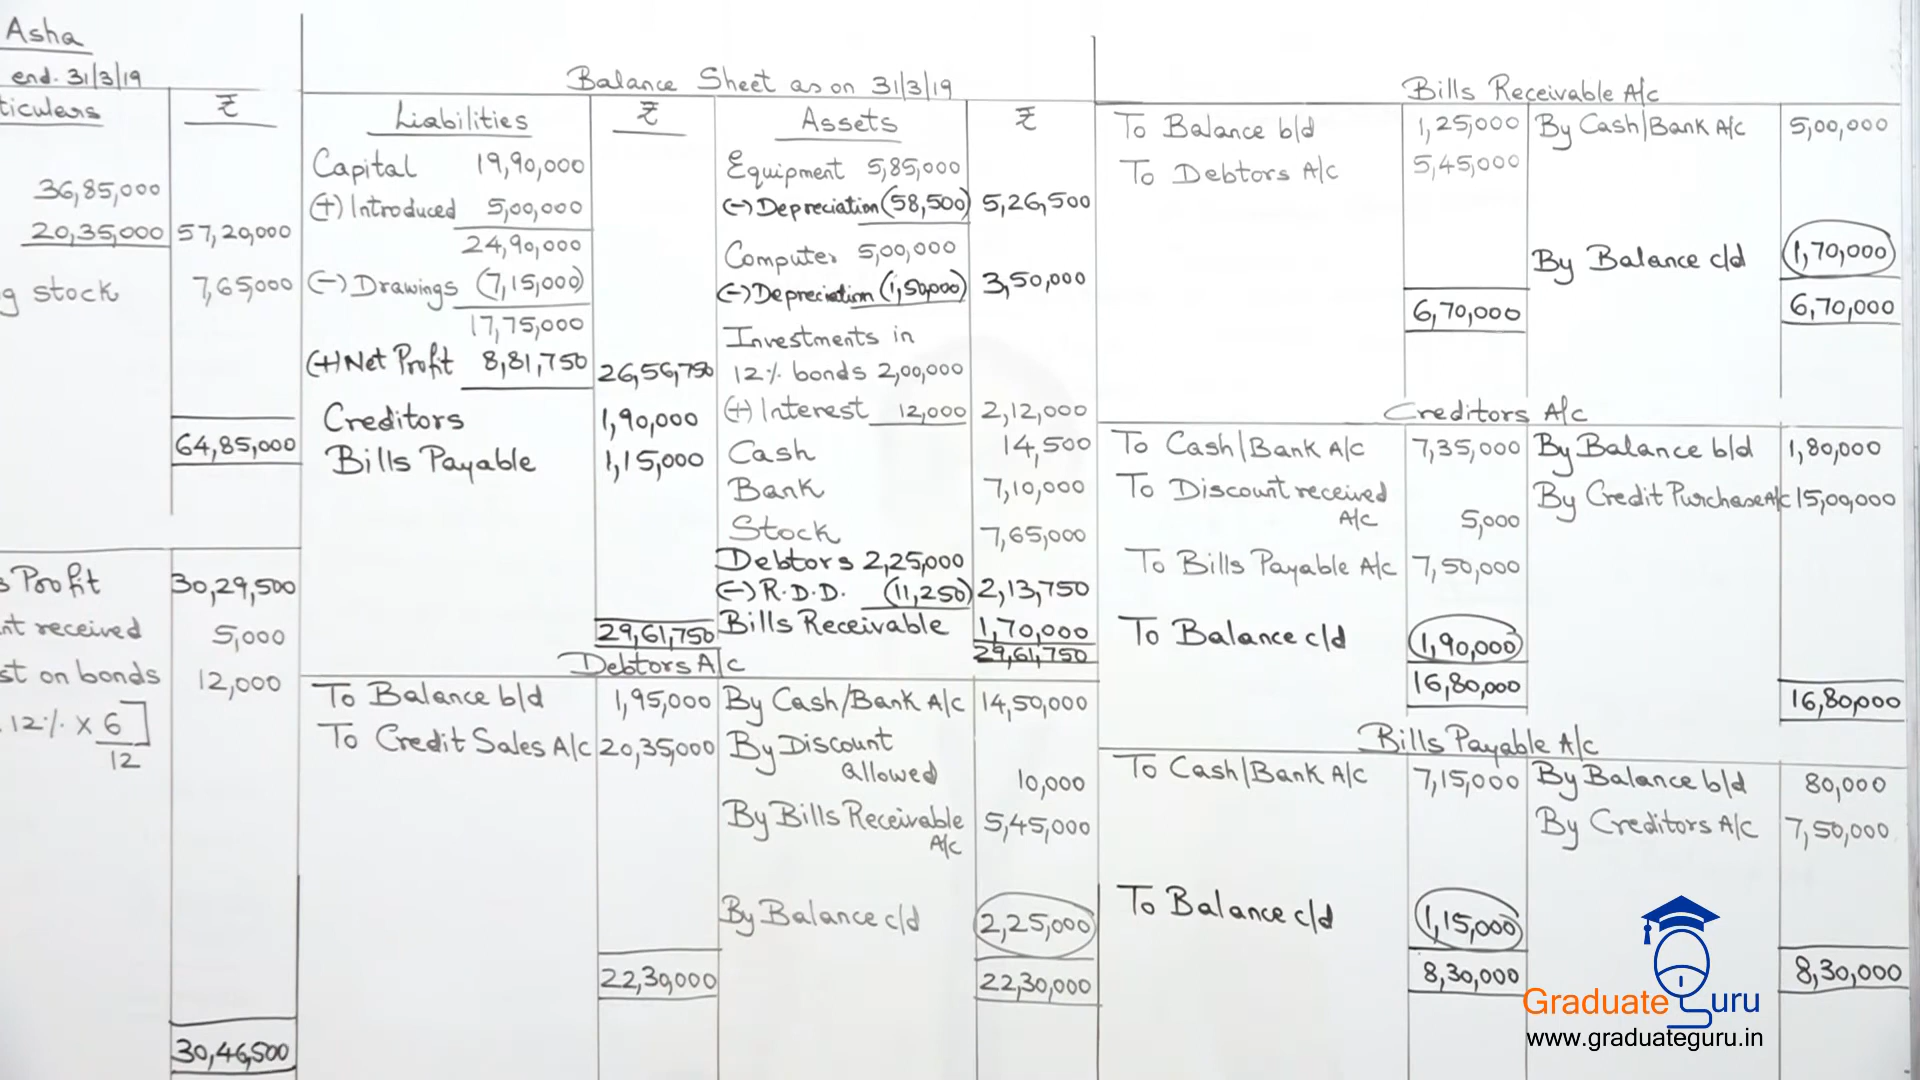 Asha
end. 31/3/19
ticulers ₹
36,85,000
20,35,000 57,20,000
g stock 7,65,000
64,85,000
s Profit 30,29,500
nt received 5,000
st on bonds 12,000
12% × 6]
12
30,46,500
Balance Sheet as on 31/3/19
Liabilities ₹ Assets ₹
Capital 19,90,000
(+) Introduced 5,00,000
24,90,000
(-) Drawings (7,15,000)
17,75,000
(+) Net Profit 8,81,750 26,56,750
Creditors 1,90,000
Bills Payable 1,15,000
29,61,750
Equipment 5,85,000
(-) Depreciation (58,500) 5,26,500
Computer 5,00,000
(-) Depreciation (1,50,000) 3,50,000
Investments in
12% bonds 2,00,000
(+) Interest 12,000 2,12,000
Cash 14,500
Bank 7,10,000
Stock 7,65,000
Debtors 2,25,000
(-) R.D.D. (11,250) 2,13,750
Bills Receivable 1,70,000
29,61,750
Debtors A/c
To Balance b/d 1,95,000 By Cash/Bank A/c 14,50,000
To Credit Sales A/c 20,35,000 By Discount
allowed 10,000
By Bills Receivable 5,45,000
A/c
By Balance c/d 2,25,000
22,30,000 22,30,000
Bills Receivable A/c
To Balance b/d 1,25,000 By Cash/Bank A/c 5,00,000
To Debtors A/c 5,45,000
By Balance c/d 1,70,000
6,70,000 6,70,000
Creditors A/c
To Cash/Bank A/c 7,35,000 By Balance b/d 1,80,000
To Discount received By Credit Purchase A/c 15,00,000
A/c 5,000
To Bills Payable A/c 7,50,000
To Balance c/d 1,90,000
16,80,000 16,80,000
Bills Payable A/c
To Cash/Bank A/c 7,15,000 By Balance b/d 80,000
By Creditors A/c 7,50,000
To Balance c/d 1,15,000
8,30,000 8,30,000
Graduate Guru
www.graduateguru.in